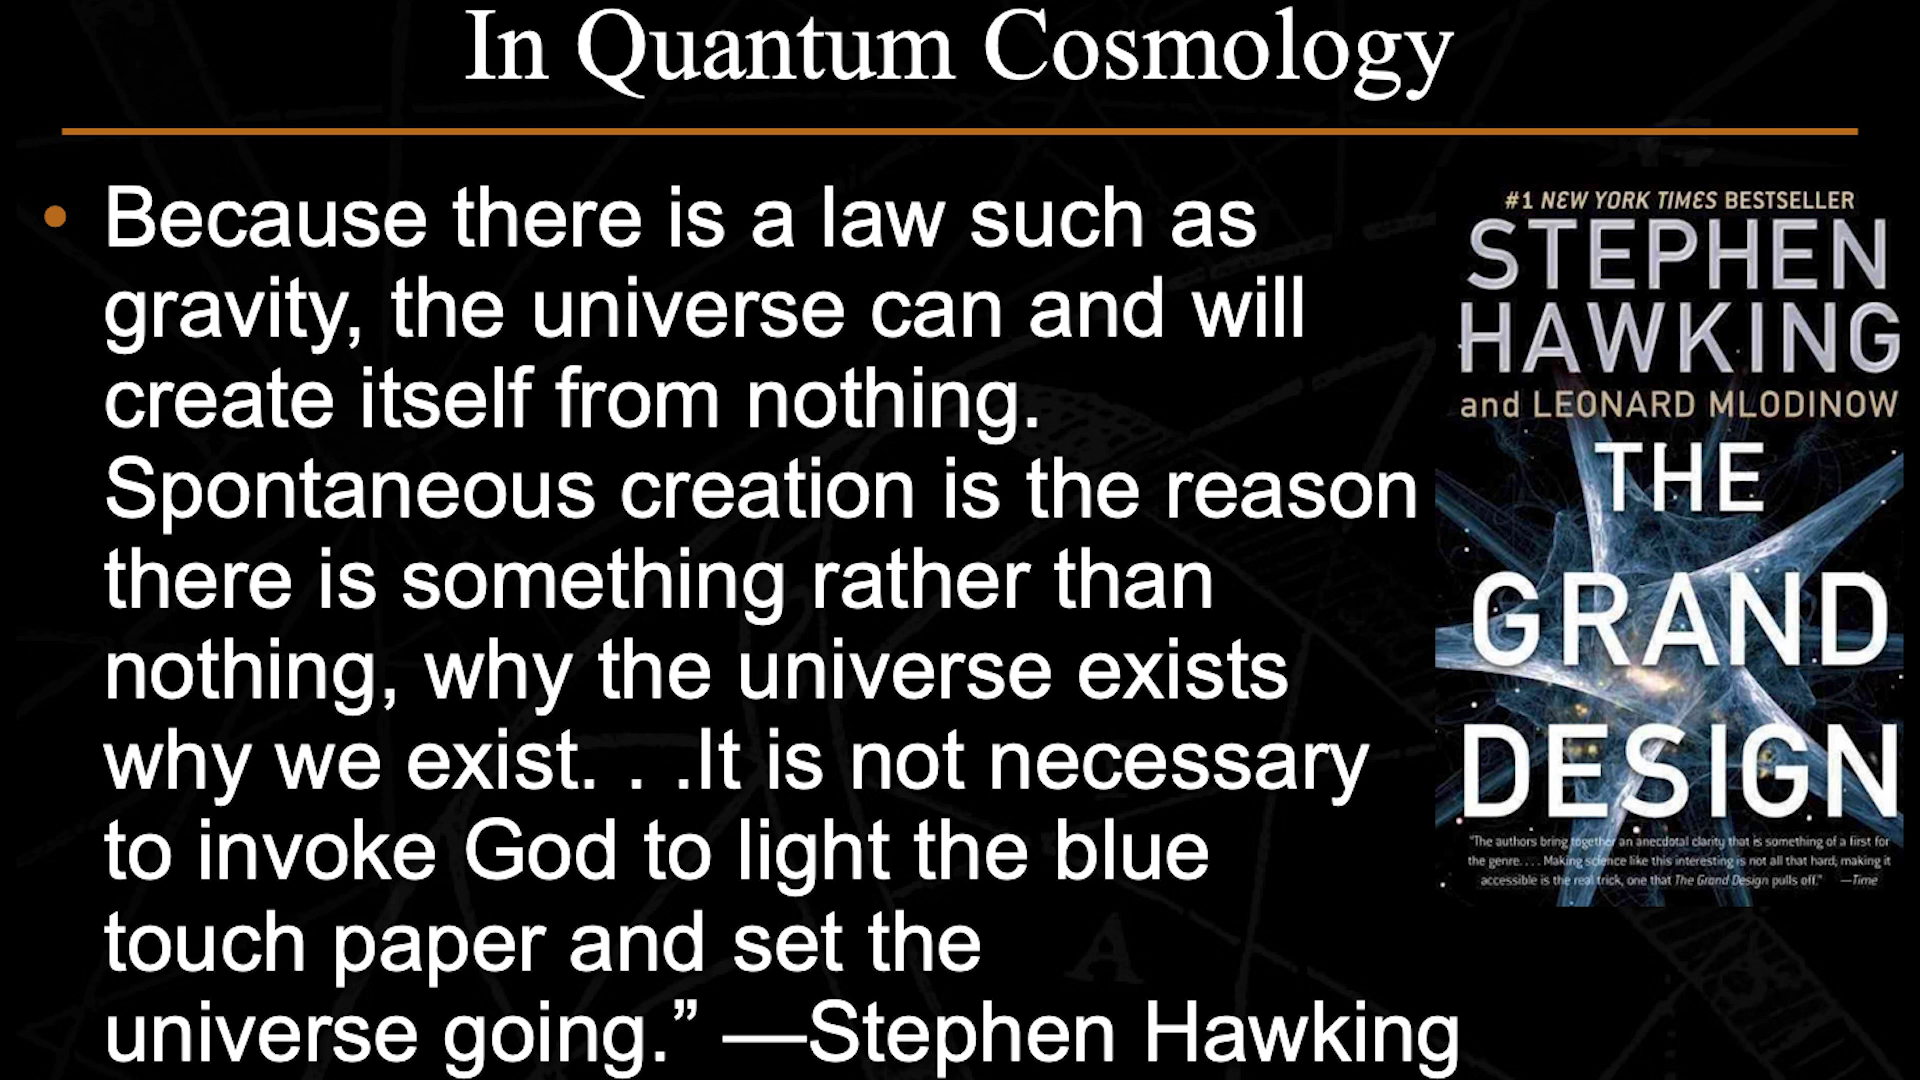 In Quantum Cosmology
• Because there is a law such as
gravity, the universe can and will
create itself from nothing.
Spontaneous creation is the reason
there is something rather than
nothing, why the universe exists
why we exist. . .It is not necessary
to invoke God to light the blue
touch paper and set the
universe going.” —Stephen Hawking
#1 NEW YORK TIMES BESTSELLER
STEPHEN
HAWKING
and LEONARD MLODINOW
THE
GRAND
DESIGN
"The authors bring together an anecdotal clarity that is something of a first for
the genre. . . . Making science like this interesting is not all that hard; making it
accessible is the real trick, one that The Grand Design pulls off." —Time
A